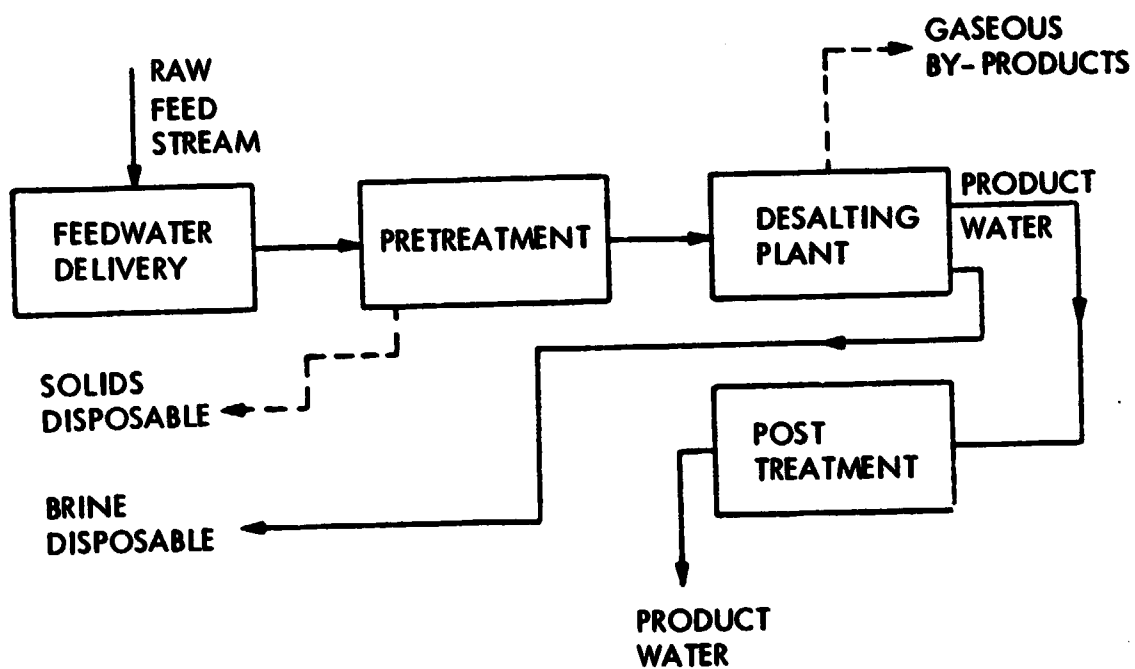 GASEOUS
BY-PRODUCTS
RAW
FEED
STREAM
FEEDWATER
DELIVERY
PRETREATMENT
DESALTING
PLANT
PRODUCT
WATER
SOLIDS
DISPOSABLE
POST
TREATMENT
BRINE
DISPOSABLE
PRODUCT
WATER